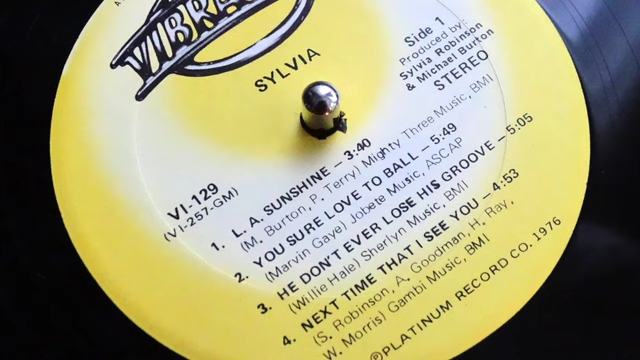 SYLVIA
Side 1
Produced by:
Sylvia Robinson
& Michael Burton
STEREO
VI-129
(VI-257-GM)
1. L. A. SUNSHINE – 3:40
(M. Burton, P. Terry) Mighty Three Music, BMI
2. YOU SURE LOVE TO BALL – 5:49
(Marvin Gaye) Jobete Music, ASCAP
3. HE DON'T EVER LOSE HIS GROOVE – 5:05
(Willie Hale) Sherlyn Music, BMI
4. NEXT TIME THAT I SEE YOU – 4:53
(S. Robinson, A. Goodman, H. Ray,
W. Morris) Gambi Music, BMI
℗PLATINUM RECORD CO. 1976